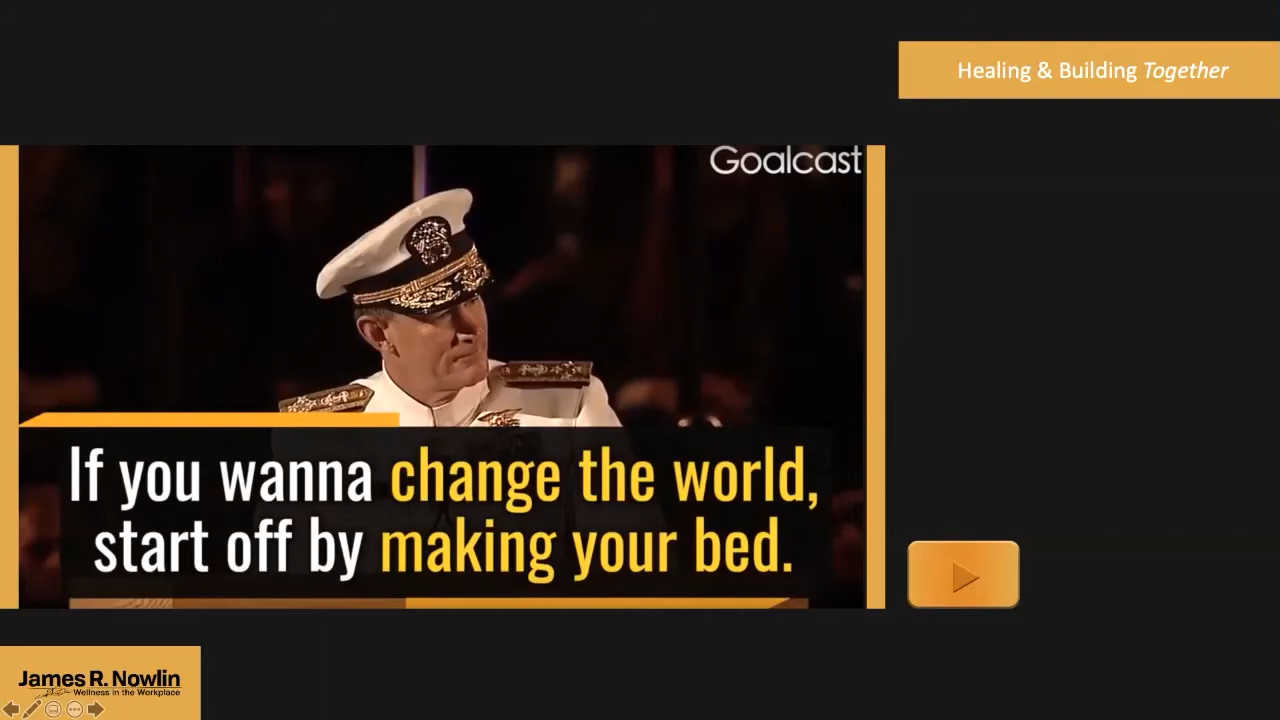 Healing & Building Together
Goalcast
If you wanna change the world,
start off by making your bed.
James R. Nowlin
Wellness in the Workplace